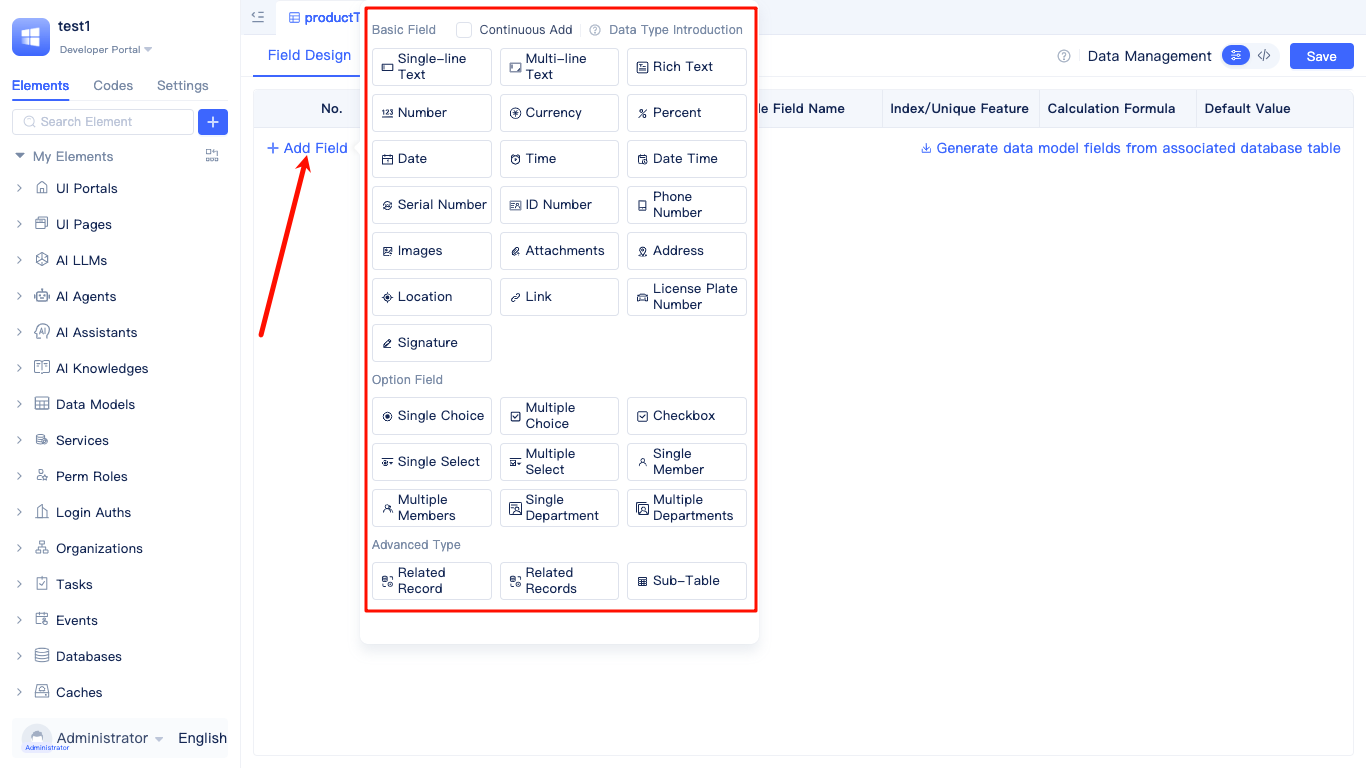 test1
Developer Portal
Elements
Codes
Settings
Search Element
My Elements
UI Portals
UI Pages
AI LLMs
AI Agents
AI Assistants
AI Knowledges
Data Models
Services
Perm Roles
Login Auths
Organizations
Tasks
Events
Databases
Caches
Administrator
Administrator
English
productT
Field Design
Data Management
Save
No.
le Field Name
Index/Unique Feature
Calculation Formula
Default Value
Add Field
Generate data model fields from associated database table
Basic Field
Continuous Add
Data Type Introduction
Single-line
Text
Multi-line
Text
Rich Text
Number
Currency
Percent
Date
Time
Date Time
Serial Number
ID Number
Phone
Number
Images
Attachments
Address
Location
Link
License Plate
Number
Signature
Option Field
Single Choice
Multiple
Choice
Checkbox
Single Select
Multiple
Select
Single
Member
Multiple
Members
Single
Department
Multiple
Departments
Advanced Type
Related
Record
Related
Records
Sub-Table